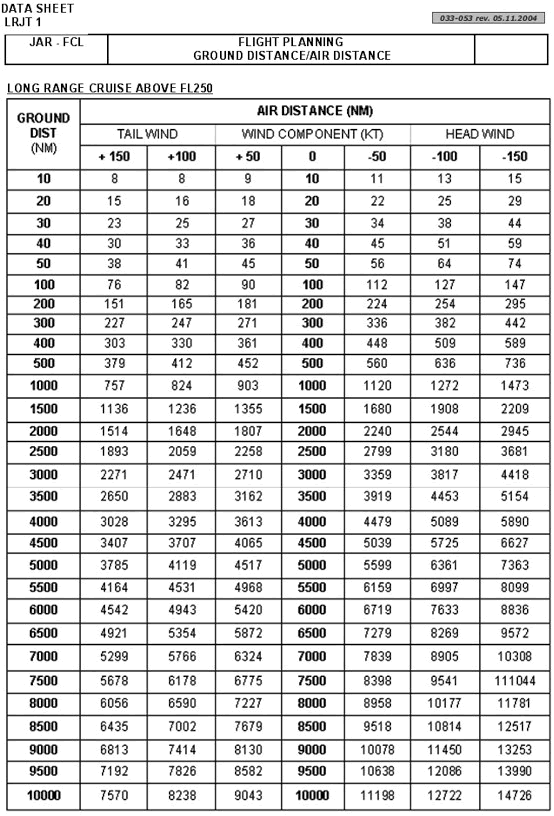 DATA SHEET
LRJT 1
033-053 rev. 05.11.2004
JAR - FCL
FLIGHT PLANNING
GROUND DISTANCE/AIR DISTANCE
LONG RANGE CRUISE ABOVE FL250
GROUND DIST (NM) AIR DISTANCE (NM)
TAIL WIND WIND COMPONENT (KT) HEAD WIND
+ 150 +100 + 50 0 -50 -100 -150
10 8 8 9 10 11 13 15
20 15 16 18 20 22 25 29
30 23 25 27 30 34 38 44
40 30 33 36 40 45 51 59
50 38 41 45 50 56 64 74
100 76 82 90 100 112 127 147
200 151 165 181 200 224 254 295
300 227 247 271 300 336 382 442
400 303 330 361 400 448 509 589
500 379 412 452 500 560 636 736
1000 757 824 903 1000 1120 1272 1473
1500 1136 1236 1355 1500 1680 1908 2209
2000 1514 1648 1807 2000 2240 2544 2945
2500 1893 2059 2258 2500 2799 3180 3681
3000 2271 2471 2710 3000 3359 3817 4418
3500 2650 2883 3162 3500 3919 4453 5154
4000 3028 3295 3613 4000 4479 5089 5890
4500 3407 3707 4065 4500 5039 5725 6627
5000 3785 4119 4517 5000 5599 6361 7363
5500 4164 4531 4968 5500 6159 6997 8099
6000 4542 4943 5420 6000 6719 7633 8836
6500 4921 5354 5872 6500 7279 8269 9572
7000 5299 5766 6324 7000 7839 8905 10308
7500 5678 6178 6775 7500 8398 9541 111044
8000 6056 6590 7227 8000 8958 10177 11781
8500 6435 7002 7679 8500 9518 10814 12517
9000 6813 7414 8130 9000 10078 11450 13253
9500 7192 7826 8582 9500 10638 12086 13990
10000 7570 8238 9043 10000 11198 12722 14726